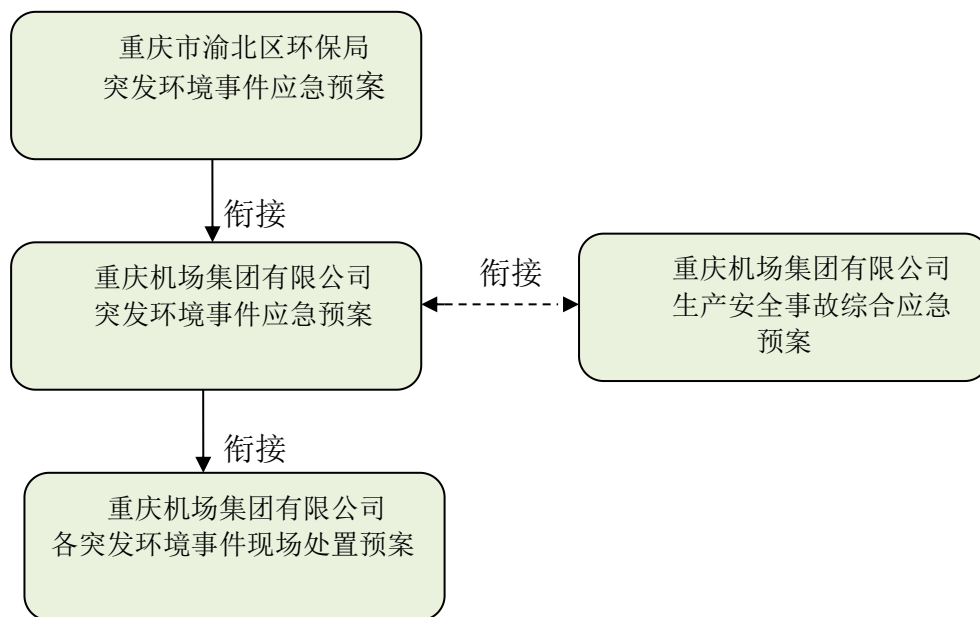 重庆市渝北区环保局
突发环境事件应急预案
衔接
重庆机场集团有限公司
突发环境事件应急预案
衔接
重庆机场集团有限公司
生产安全事故综合应急
预案
衔接
重庆机场集团有限公司
各突发环境事件现场处置预案